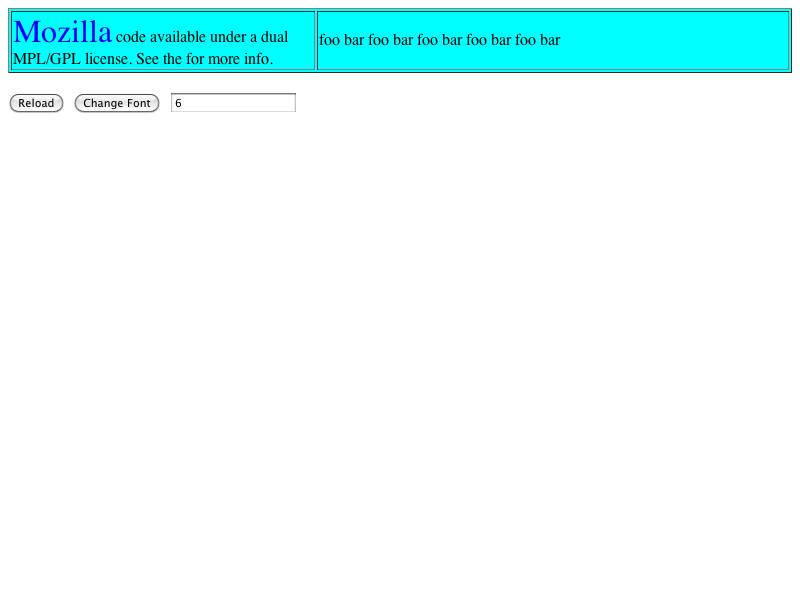 Mozilla code available under a dual
MPL/GPL license. See the for more info.
foo bar foo bar foo bar foo bar foo bar
Reload Change Font 6